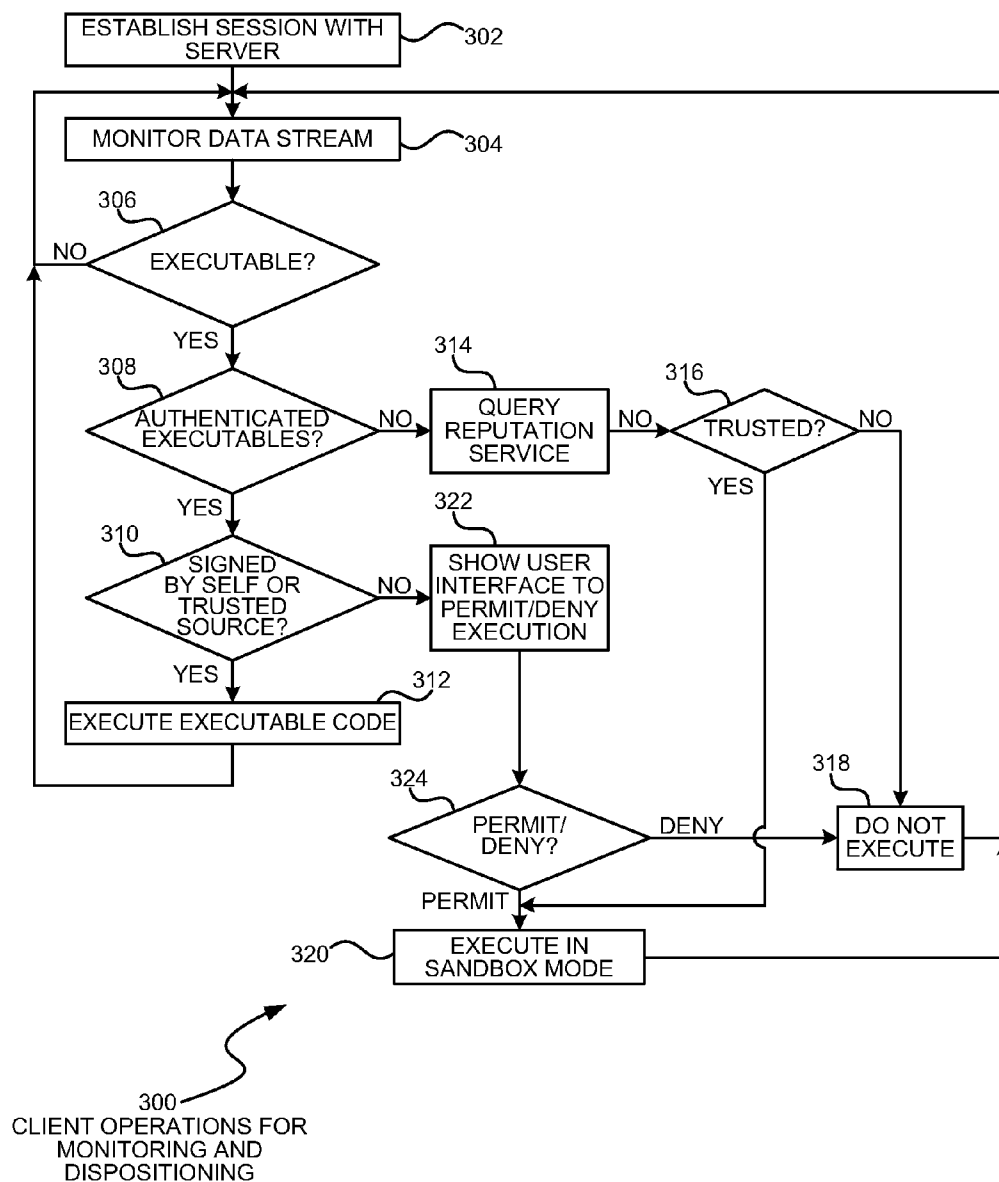 ESTABLISH SESSION WITH
SERVER
302
MONITOR DATA STREAM
304
306
NO
EXECUTABLE?
YES
308
AUTHENTICATED
EXECUTABLES?
NO
314
QUERY
REPUTATION
SERVICE
NO
316
TRUSTED?
NO
YES
YES
310
SIGNED
BY SELF OR
TRUSTED
SOURCE?
NO
322
SHOW USER
INTERFACE TO
PERMIT/DENY
EXECUTION
YES
312
EXECUTE EXECUTABLE CODE
324
PERMIT/
DENY?
DENY
318
DO NOT
EXECUTE
PERMIT
320
EXECUTE IN
SANDBOX MODE
300
CLIENT OPERATIONS FOR
MONITORING AND
DISPOSITIONING